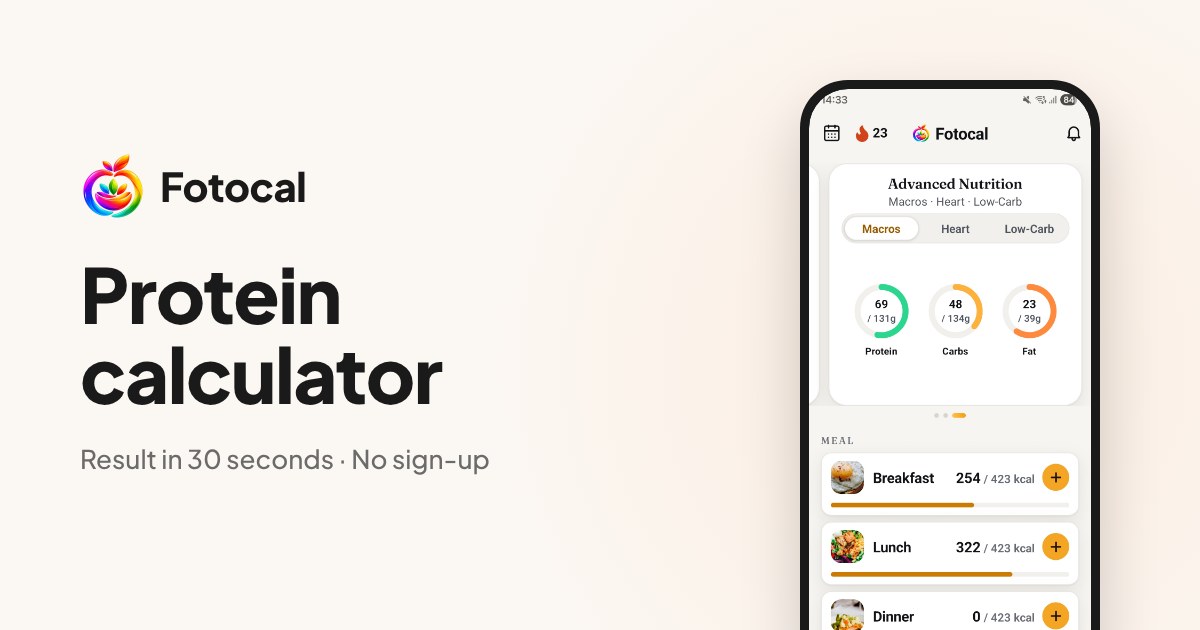 Fotocal
Protein
calculator
Result in 30 seconds · No sign-up
14:33
84
23
Fotocal
Advanced Nutrition
Macros · Heart · Low-Carb
Macros
Heart
Low-Carb
69
/ 131g
Protein
48
/ 134g
Carbs
23
/ 39g
Fat
MEAL
Breakfast 254 / 423 kcal +
Lunch 322 / 423 kcal +
Dinner 0 / 423 kcal +